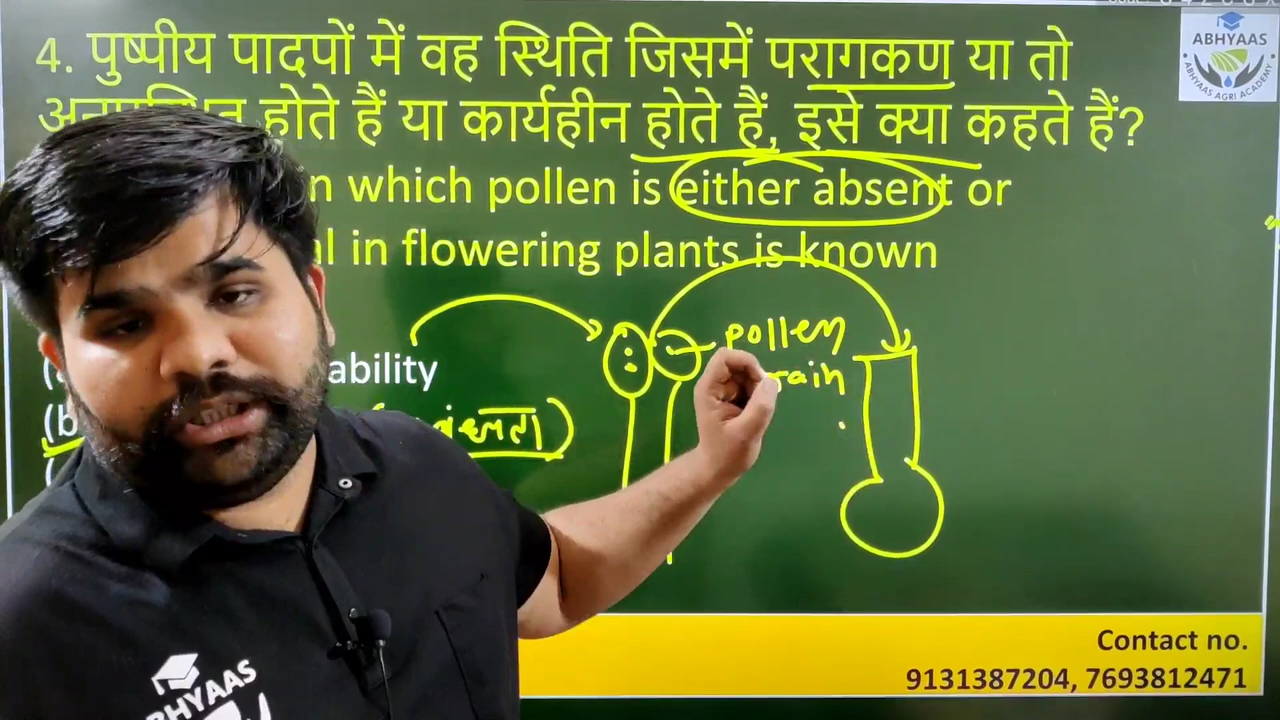 4. पुष्पीय पादपों में वह स्थिति जिसमें परागकण या तो
होते हैं या कार्यहीन होते हैं, इसे क्या कहते हैं?
in which pollen is either absent or
in flowering plants is known
pollen
ability
(b
Contact no.
9131387204, 7693812471
ABHYAAS
ABHYAAS AGRI ACADEMY
ABHYAAS